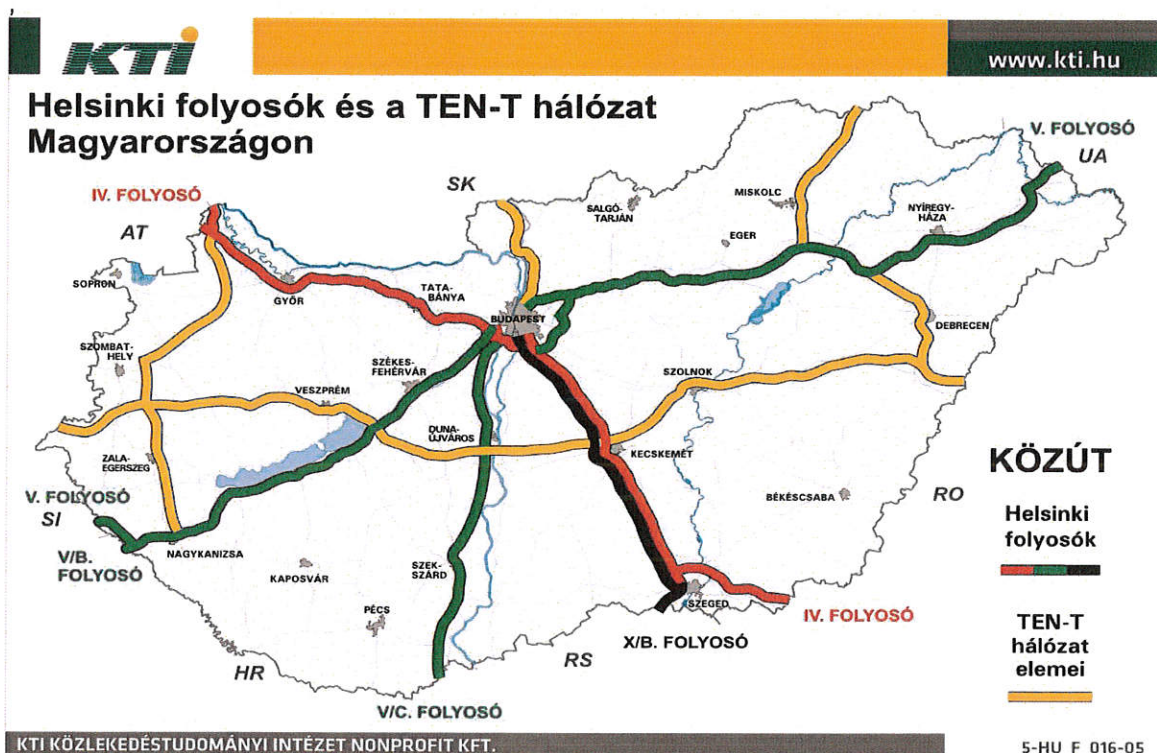 KTI
www.kti.hu
Helsinki folyosók és a TEN-T hálózat
Magyarországon
V. FOLYOSÓ
UA
SK
IV. FOLYOSÓ
AT
SALGÓ-
TARJÁN
MISKOLC
NYÍREGY-
HÁZA
EGER
SOPRON
GYŐR
TATA-
BÁNYA
BUDAPEST
DEBRECEN
SZOMBAT-
HELY
SZÉKES-
FEHÉRVÁR
SZOLNOK
VESZPRÉM
DUNA-
ÚJVÁROS
KECSKEMÉT
ZALA-
EGERSZEG
BÉKÉSCSABA
RO
V. FOLYOSÓ
SI
V/B.
FOLYOSÓ
NAGYKANIZSA
KAPOSVÁR
SZEK-
SZÁRD
PÉCS
SZEGED
IV. FOLYOSÓ
X/B. FOLYOSÓ
RS
HR
V/C. FOLYOSÓ
KÖZÚT
Helsinki
folyosók
TEN-T
hálózat
elemei
KTI KÖZLEKEDÉSTUDOMÁNYI INTÉZET NONPROFIT KFT.
5-HU F 016-05